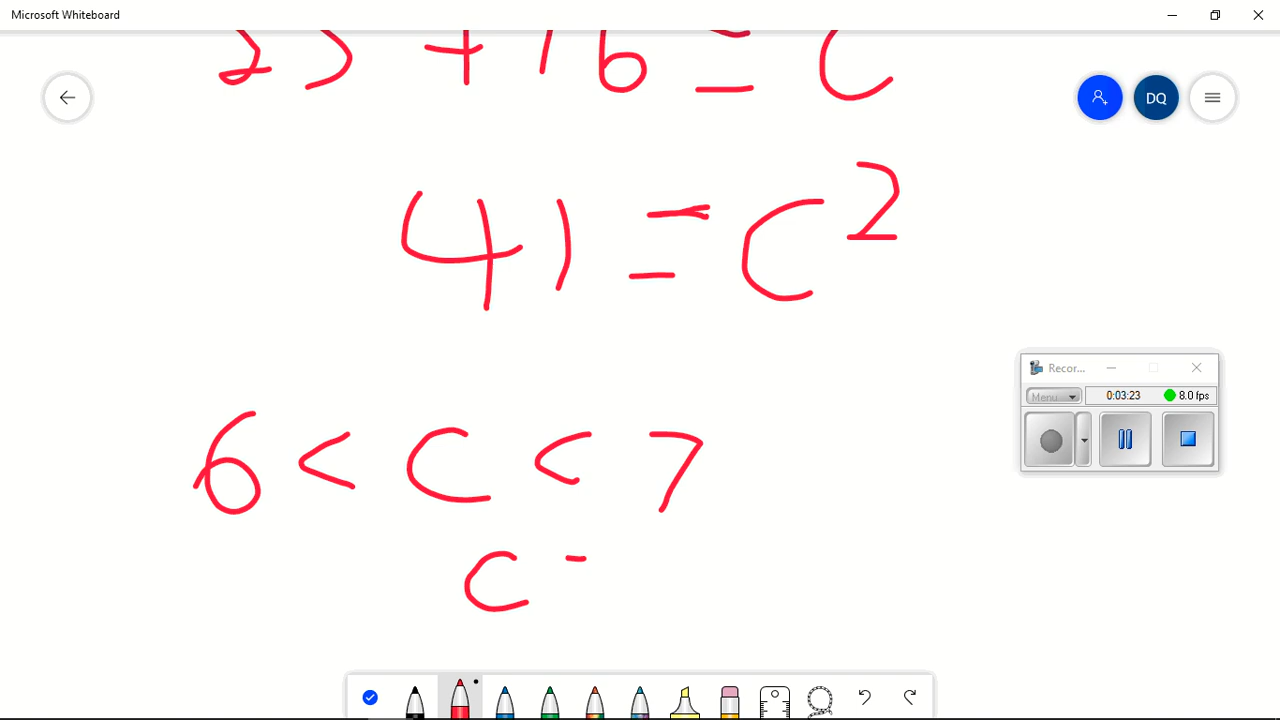 Microsoft Whiteboard
25 + 16 = C
DQ
41 = C²
Recor...
Menu
0:03:23
8.0 fps
6 < C < 7
C -